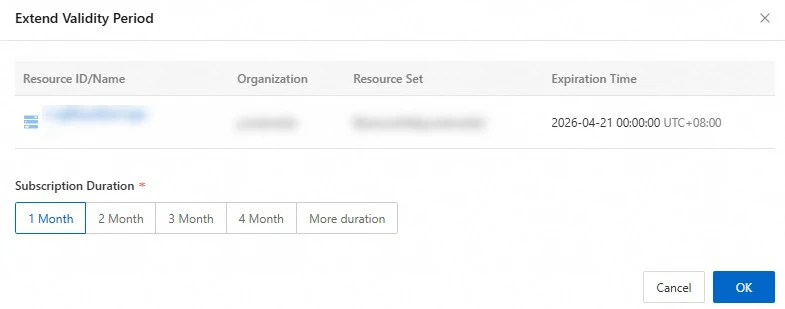 Extend Validity Period
Resource ID/Name Organization Resource Set Expiration Time
2026-04-21 00:00:00 UTC+08:00
Subscription Duration *
1 Month 2 Month 3 Month 4 Month More duration
Cancel OK